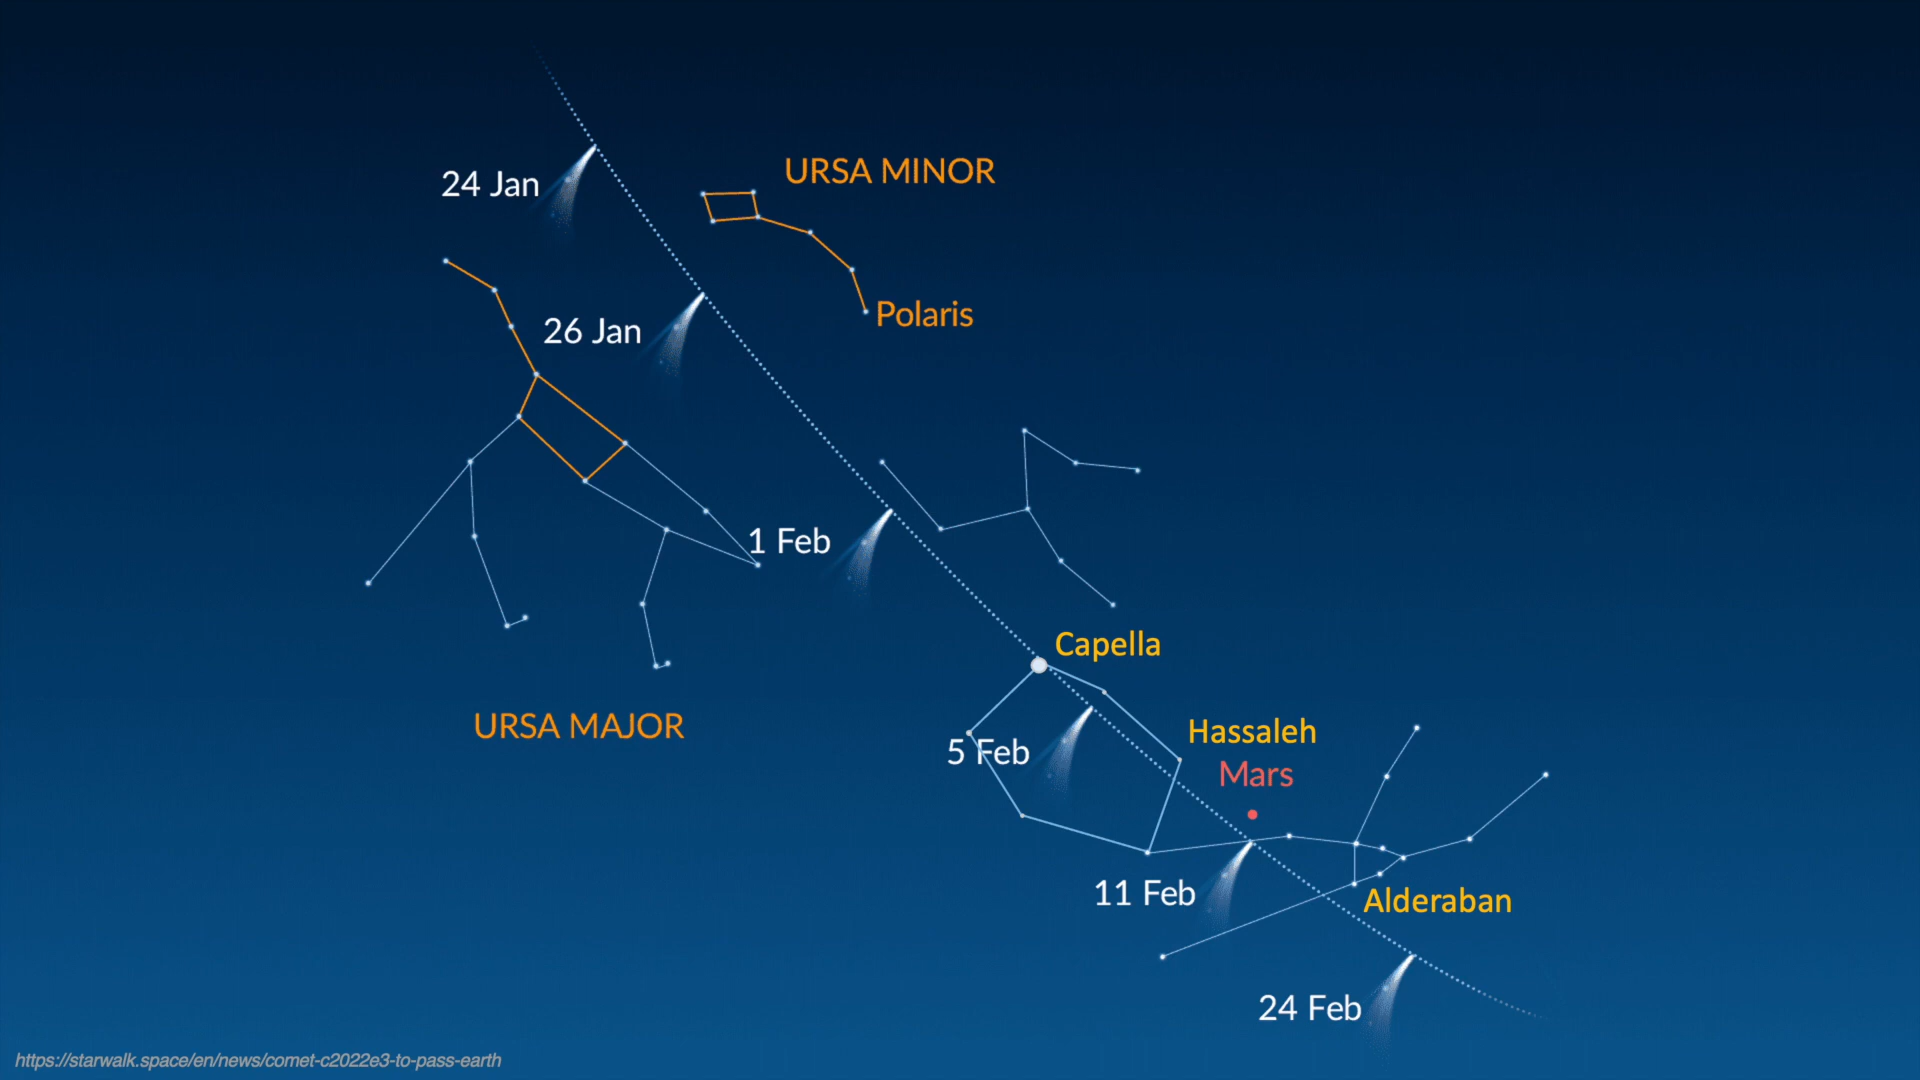 24 Jan
URSA MINOR
26 Jan
Polaris
1 Feb
Capella
URSA MAJOR
5 Feb
Hassaleh
Mars
11 Feb
Alderaban
24 Feb
https://starwalk.space/en/news/comet-c2022e3-to-pass-earth